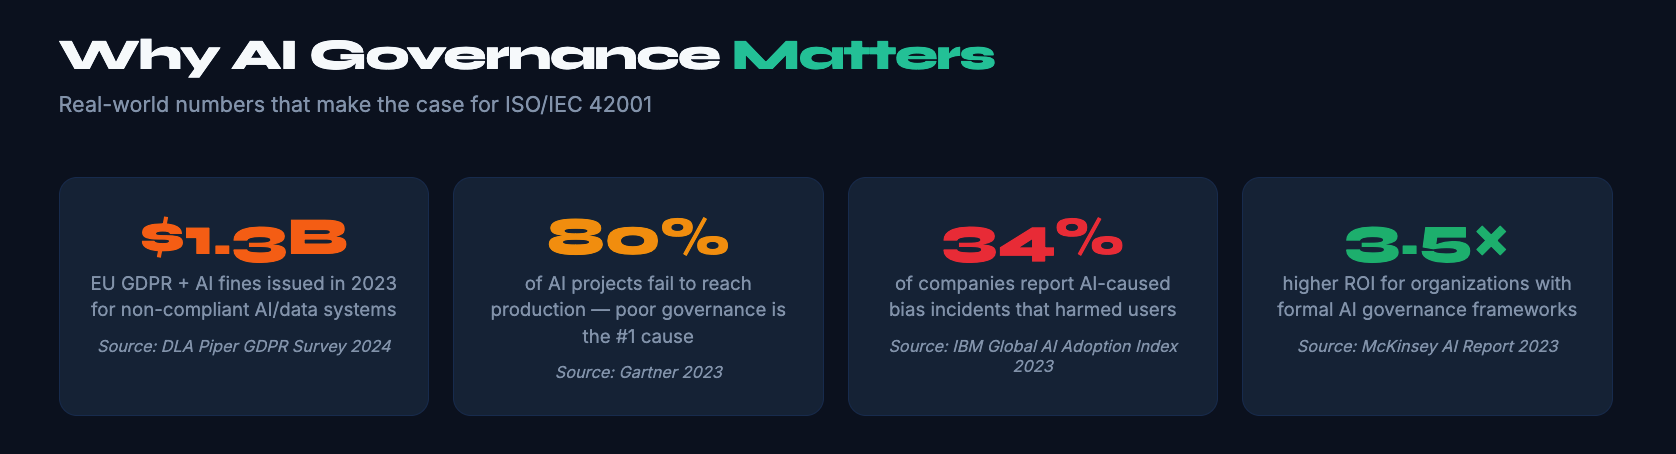 Why AI Governance Matters
Real-world numbers that make the case for ISO/IEC 42001
$1.3B
EU GDPR + AI fines issued in 2023
for non-compliant AI/data systems
Source: DLA Piper GDPR Survey 2024
80%
of AI projects fail to reach
production — poor governance is
the #1 cause
Source: Gartner 2023
34%
of companies report AI-caused
bias incidents that harmed users
Source: IBM Global AI Adoption Index
2023
3.5×
higher ROI for organizations with
formal AI governance frameworks
Source: McKinsey AI Report 2023